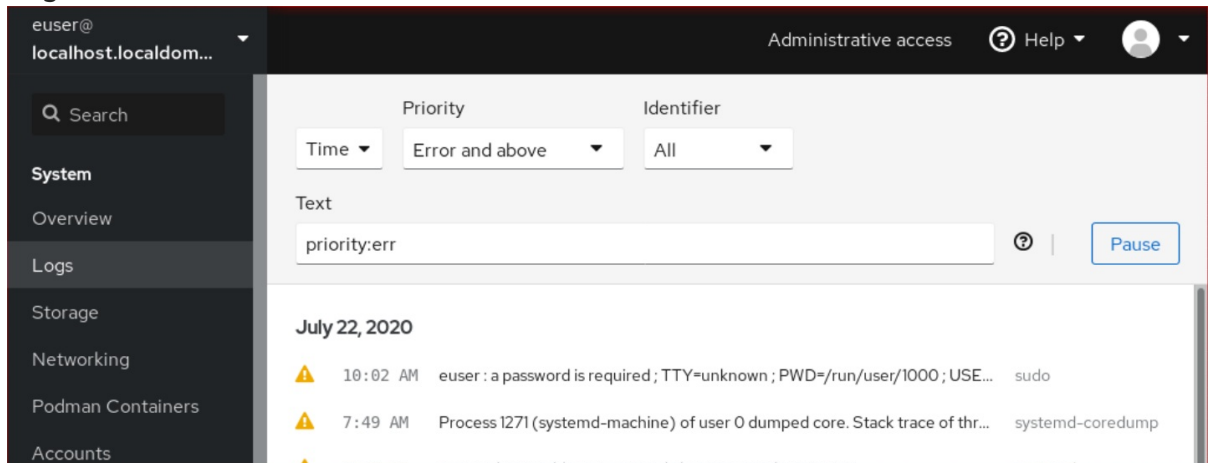 euser@
localhost.localdom...
Administrative access
Help
Search
System
Overview
Logs
Storage
Networking
Podman Containers
Accounts
Priority
Identifier
Time
Error and above
All
Text
priority:err
Pause
July 22, 2020
10:02 AM euser : a password is required ; TTY=unknown ; PWD=/run/user/1000 ; USE... sudo
7:49 AM Process 1271 (systemd-machine) of user 0 dumped core. Stack trace of thr... systemd-coredump